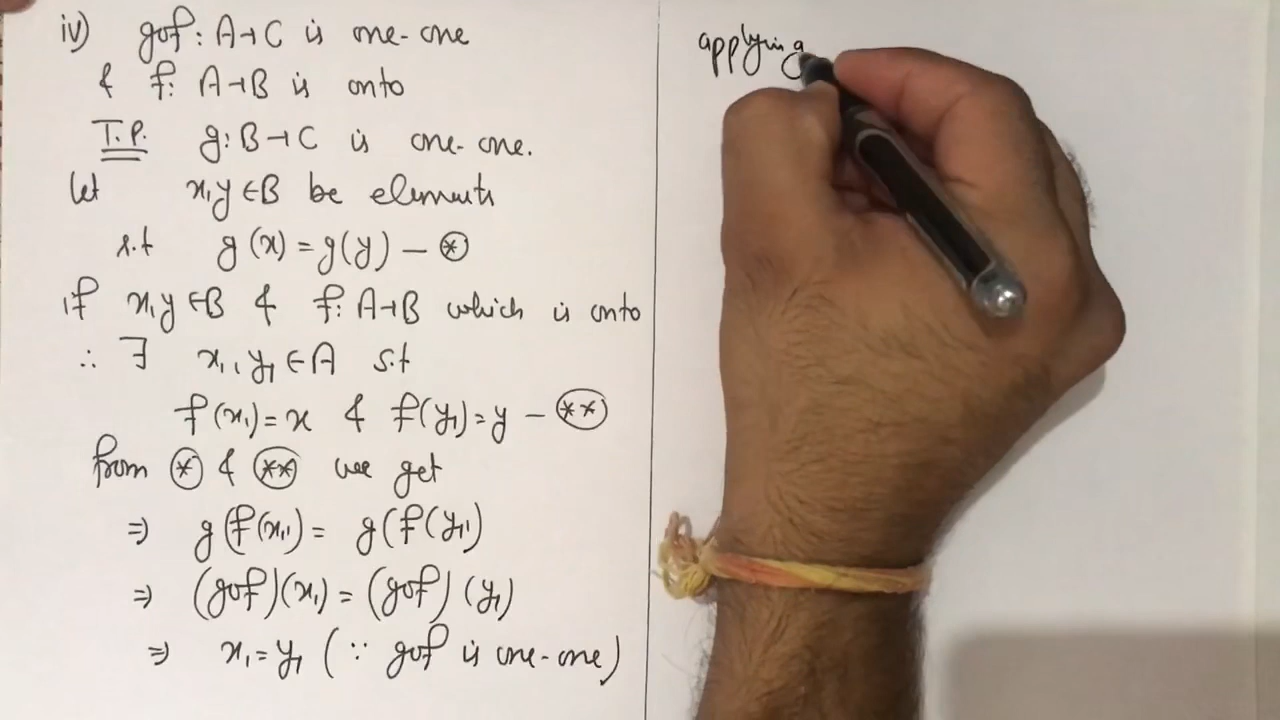 iv) gof : A→C is one-one
& f: A→B is onto
T.P. g: B→C is one-one.
let x,y ∈B be elements
s.t g(x) = g(y) — ⊛
if x,y ∈B & f: A→B which is onto
∴ ∃ x₁, y₁ ∈ A s.t
f(x₁) = x & f(y₁) = y — (**)
from ⊛ & (**) we get
⇒ g(f(x₁) = g(f(y₁)
⇒ (gof)(x₁) = (gof)(y₁)
⇒ x₁ = y₁ (∵ gof is one-one)
applying